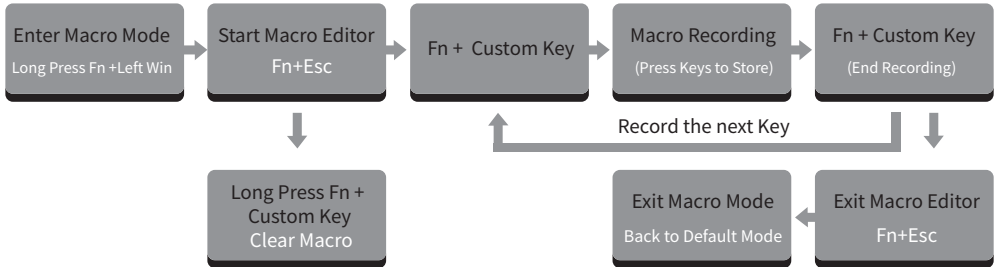 Enter Macro Mode
Long Press Fn +Left Win
Start Macro Editor
Fn+Esc
Fn + Custom Key
Macro Recording
(Press Keys to Store)
Fn + Custom Key
(End Recording)
Record the next Key
Long Press Fn +
Custom Key
Clear Macro
Exit Macro Mode
Back to Default Mode
Exit Macro Editor
Fn+Esc